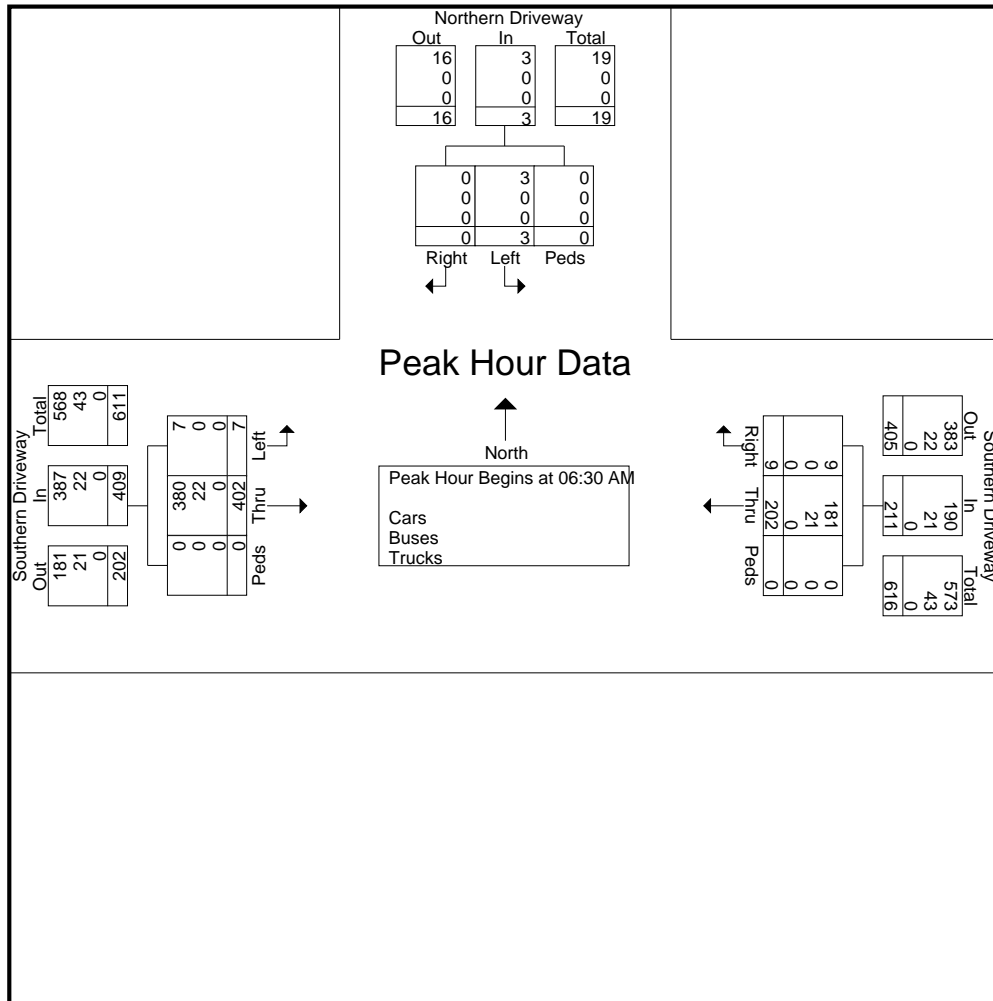 Northern Driveway
Out In Total
16 3 19
0 0 0
0 0 0
16 3 19
0 3 0
0 0 0
0 0 0
0 3 0
Right Left Peds
Peak Hour Data
North
Peak Hour Begins at 06:30 AM
Cars
Buses
Trucks
Southern Driveway
Total In Out
568 387 181
43 22 21
0 0 0
611 409 202
7 380 0
0 22 0
0 0 0
7 402 0
Left Thru Peds
Southern Driveway
Out In Total
383 190 573
22 21 43
0 0 0
405 211 616
9 181 0
0 21 0
0 0 0
9 202 0
Right Thru Peds